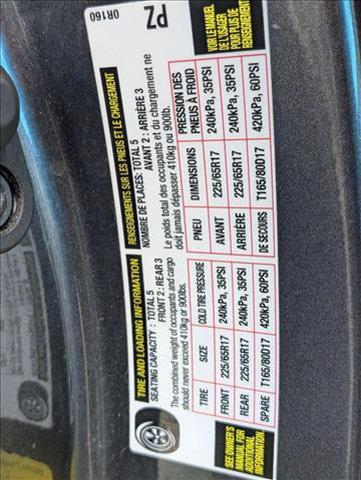 TIRE AND LOADING INFORMATION
SEATING CAPACITY : TOTAL 5
FRONT 2 : REAR 3
The combined weight of occupants and cargo
should never exceed 410kg or 900lbs.
TIRE SIZE COLD TIRE PRESSURE
FRONT 225/65R17 240kPa, 35PSI
REAR 225/65R17 240kPa, 35PSI
SPARE T165/80D17 420kPa, 60PSI
SEE OWNER'S
MANUAL FOR
ADDITIONAL
INFORMATION
RENSEIGNEMENTS SUR LES PNEUS ET LE CHARGEMENT
NOMBRE DE PLACES: TOTAL 5
AVANT 2 : ARRIÈRE 3
Le poids total des occupants et du chargement ne
doit jamais dépasser 410kg ou 900lb.
PNEU DIMENSIONS PRESSION DES
PNEUS À FROID
AVANT 225/65R17 240kPa, 35PSI
ARRIÈRE 225/65R17 240kPa, 35PSI
DE SECOURS T165/80D17 420kPa, 60PSI
VOIR LE MANUEL
DE L'USAGER
POUR PLUS DE
RENSEIGNEMENT
0R160
PZ